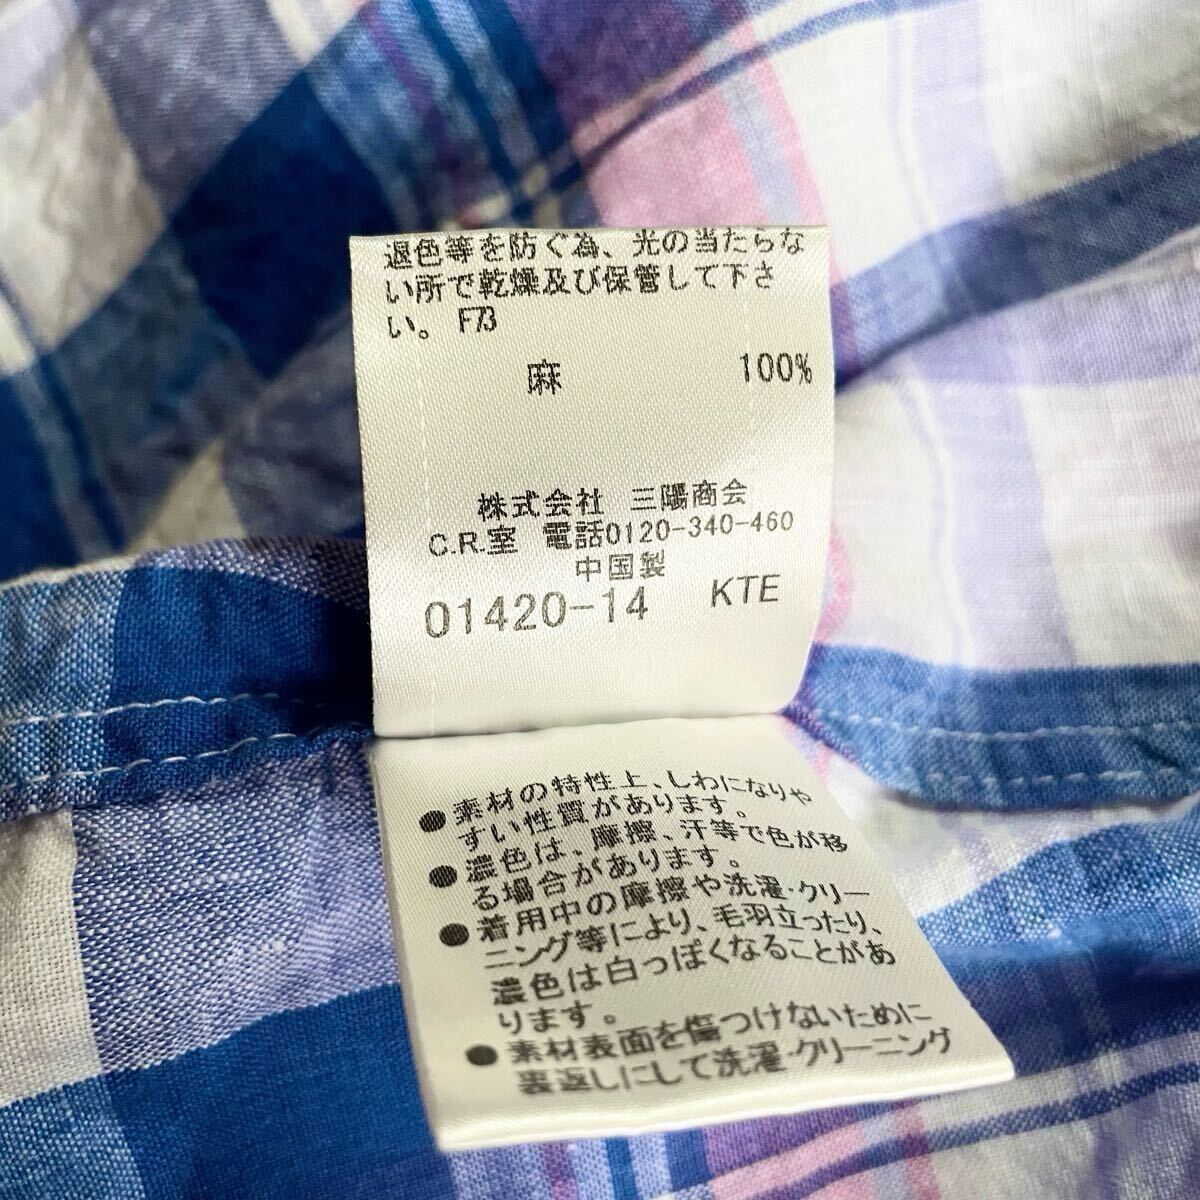 退色等を防ぐ為、光の当たらな
い所で乾燥及び保管して下さ
い。 F73
麻 100%
株式会社 三陽商会
C.R.室 電話0120-340-460
中国製
01420-14 KTE
●素材の特性上、しわになりや
すい性質があります。
●濃色は、摩擦、汗等で色が移
る場合があります。
●着用中の摩擦や洗濯・クリー
ニング等により、毛羽立ったり、
濃色は白っぽくなることがあ
ります。
●素材表面を傷つけないために
裏返しにして洗濯・クリーニング